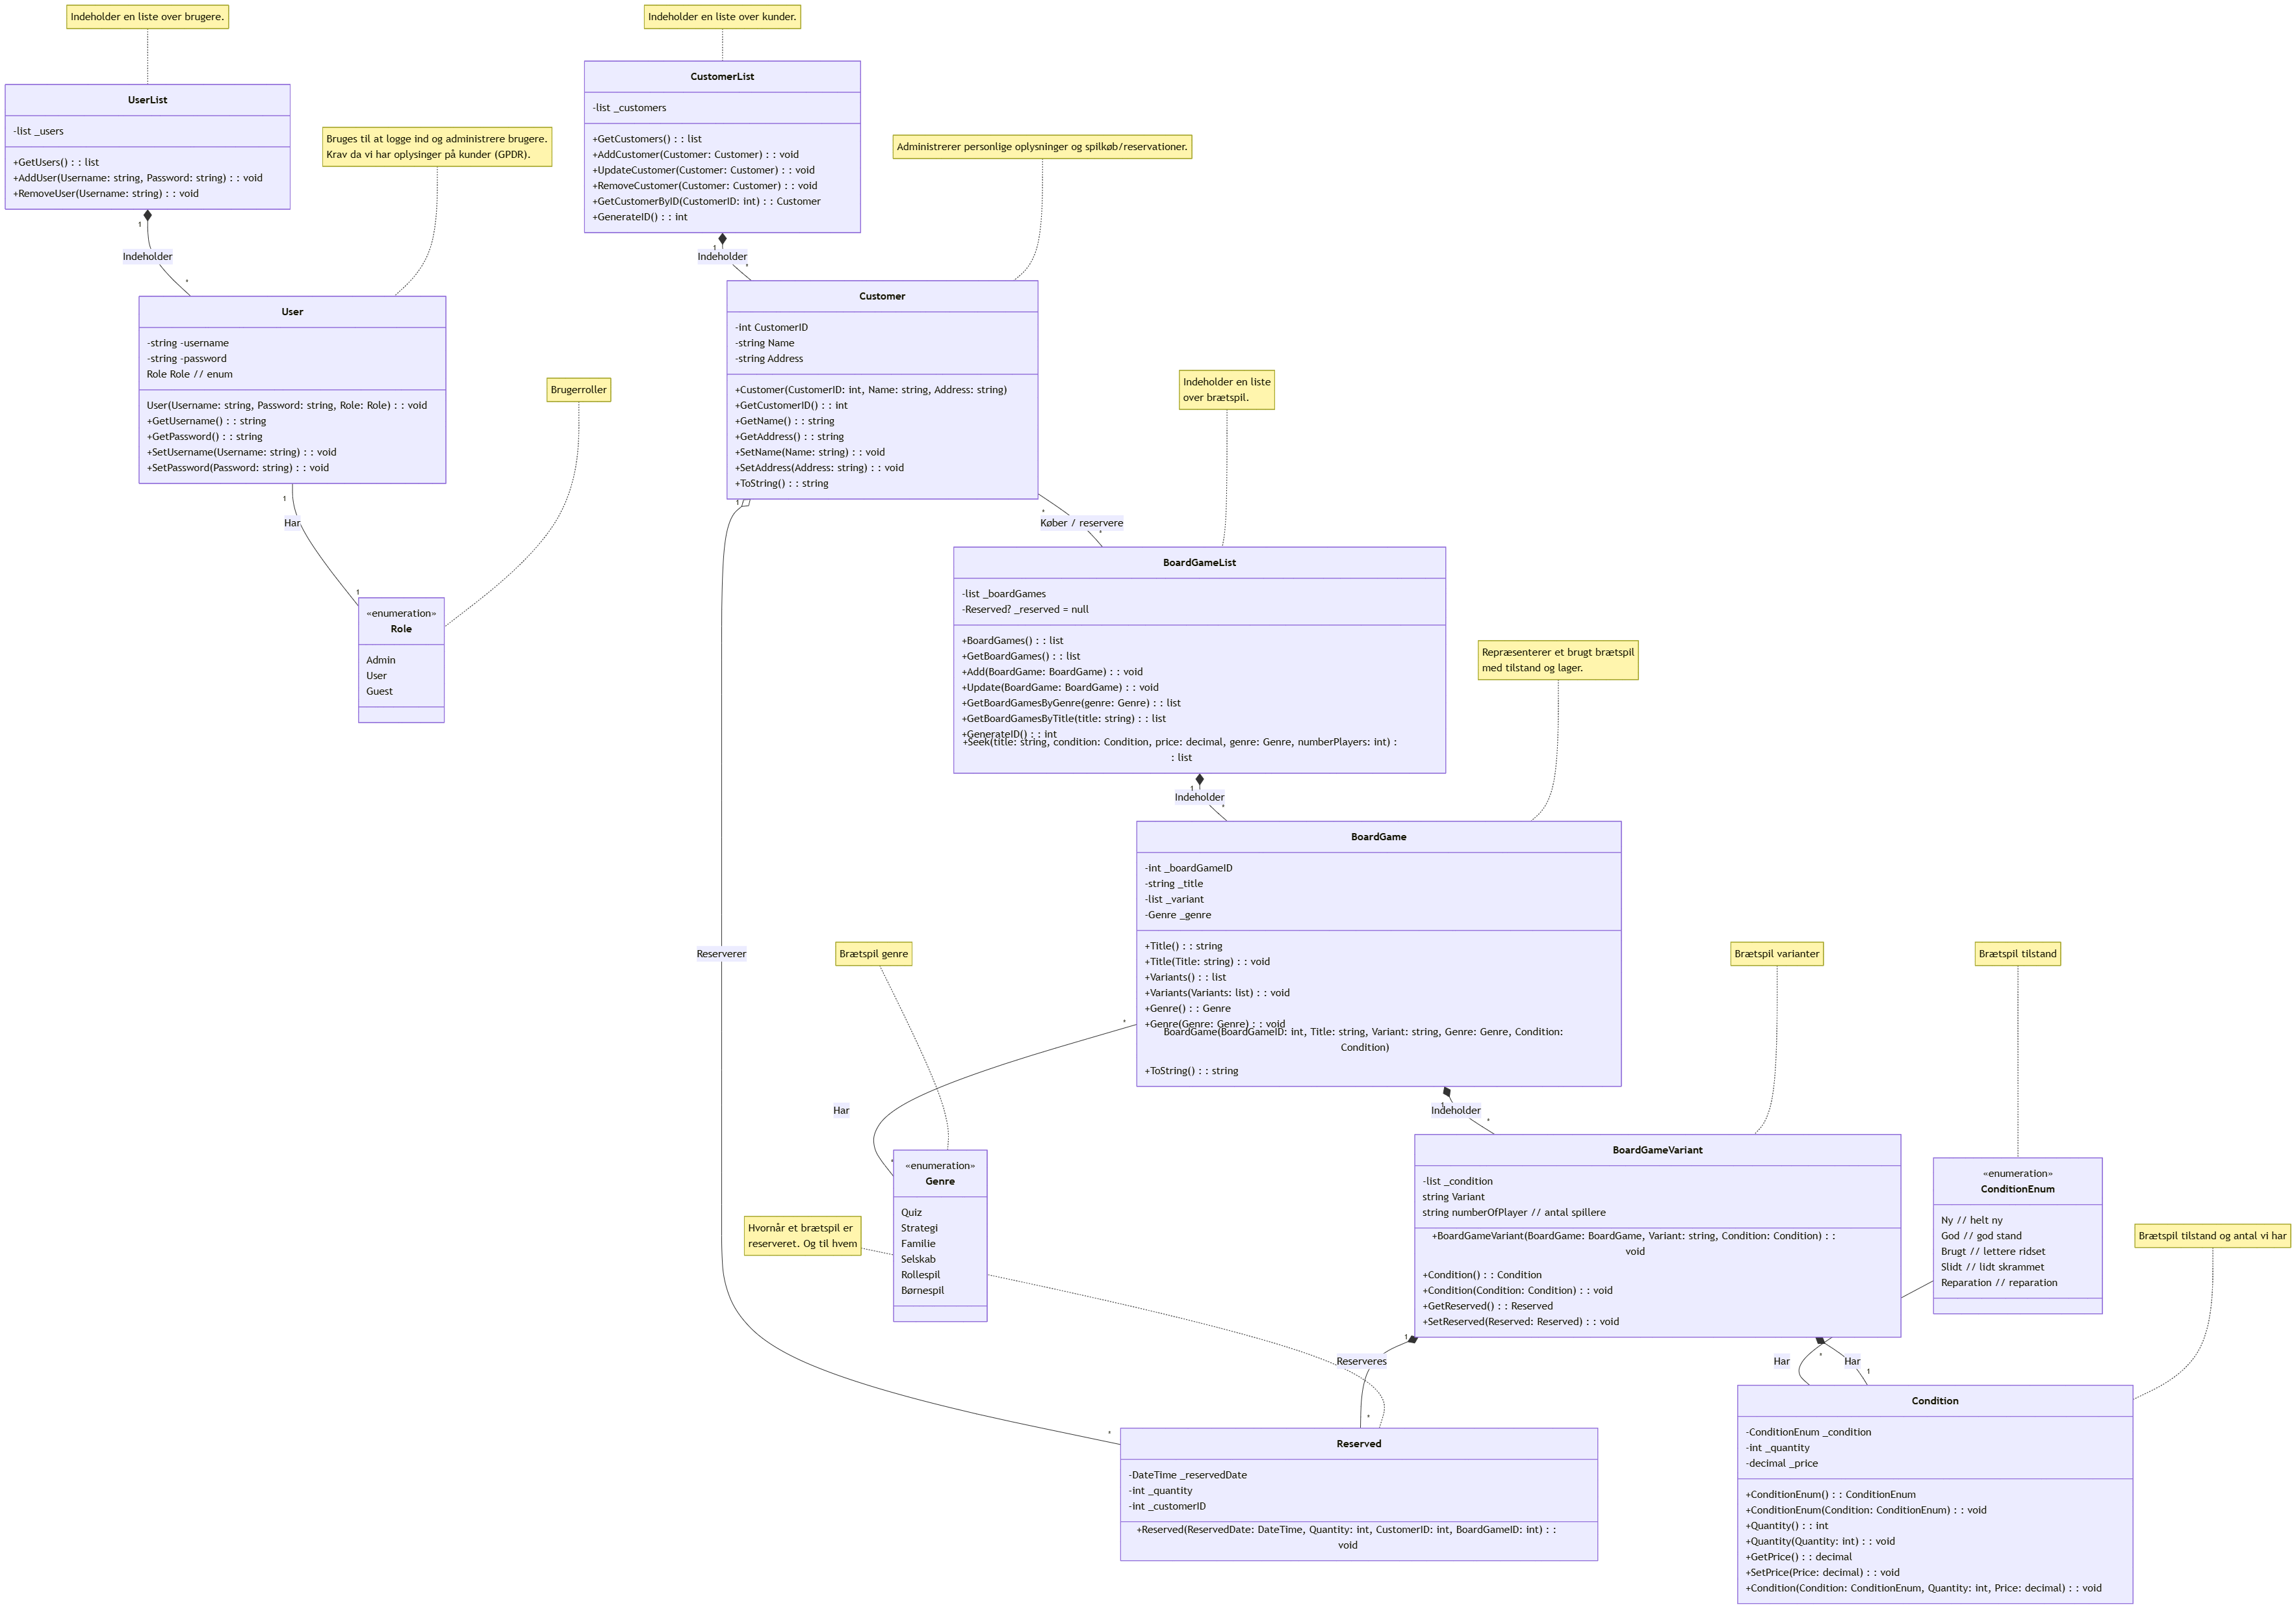 Indeholder en liste over brugere.
UserList
-list _users
+GetUsers() : : list
+AddUser(Username: string, Password: string) : : void
+RemoveUser(Username: string) : : void
1
Indeholder
*
Bruges til at logge ind og administrere brugere.
Krav da vi har oplysinger på kunder (GPDR).
User
-string -username
-string -password
Role Role // enum
User(Username: string, Password: string, Role: Role) : : void
+GetUsername() : : string
+GetPassword() : : string
+SetUsername(Username: string) : : void
+SetPassword(Password: string) : : void
1
Har
1
Brugerroller
«enumeration»
Role
Admin
User
Guest
Indeholder en liste over kunder.
CustomerList
-list _customers
+GetCustomers() : : list
+AddCustomer(Customer: Customer) : : void
+UpdateCustomer(Customer: Customer) : : void
+RemoveCustomer(Customer: Customer) : : void
+GetCustomerByID(CustomerID: int) : : Customer
+GenerateID() : : int
1
Indeholder
*
Administrerer personlige oplysninger og spilkøb/reservationer.
Customer
-int CustomerID
-string Name
-string Address
+Customer(CustomerID: int, Name: string, Address: string)
+GetCustomerID() : : int
+GetName() : : string
+GetAddress() : : string
+SetName(Name: string) : : void
+SetAddress(Address: string) : : void
+ToString() : : string
1
*
Køber / reservere
*
Indeholder en liste
over brætspil.
BoardGameList
-list _boardGames
-Reserved? _reserved = null
+BoardGames() : : list
+GetBoardGames() : : list
+Add(BoardGame: BoardGame) : : void
+Update(BoardGame: BoardGame) : : void
+GetBoardGamesByGenre(genre: Genre) : : list
+GetBoardGamesByTitle(title: string) : : list
+GenerateID() : : int
+Seek(title: string, condition: Condition, price: decimal, genre: Genre, numberPlayers: int) :
: list
1
Indeholder
*
Repræsenterer et brugt brætspil
med tilstand og lager.
BoardGame
-int _boardGameID
-string _title
-list _variant
-Genre _genre
+Title() : : string
+Title(Title: string) : : void
+Variants() : : list
+Variants(Variants: list) : : void
+Genre() : : Genre
+Genre(Genre: Genre) : : void
BoardGame(BoardGameID: int, Title: string, Variant: string, Genre: Genre, Condition:
Condition)
+ToString() : : string
Reserverer
*
Har
*
Brætspil genre
«enumeration»
Genre
Quiz
Strategi
Familie
Selskab
Rollespil
Børnespil
Hvornår et brætspil er
reserveret. Og til hvem
1
Indeholder
*
Brætspil varianter
BoardGameVariant
-list _condition
string Variant
string numberOfPlayer // antal spillere
+BoardGameVariant(BoardGame: BoardGame, Variant: string, Condition: Condition) : :
void
+Condition() : : Condition
+Condition(Condition: Condition) : : void
+GetReserved() : : Reserved
+SetReserved(Reserved: Reserved) : : void
Brætspil tilstand
«enumeration»
ConditionEnum
Ny // helt ny
God // god stand
Brugt // lettere ridset
Slidt // lidt skrammet
Reparation // reparation
Brætspil tilstand og antal vi har
1
Reserveres
*
*
Har
*
Har
1
Reserved
-DateTime _reservedDate
-int _quantity
-int _customerID
+Reserved(ReservedDate: DateTime, Quantity: int, CustomerID: int, BoardGameID: int) : :
void
Condition
-ConditionEnum _condition
-int _quantity
-decimal _price
+ConditionEnum() : : ConditionEnum
+ConditionEnum(Condition: ConditionEnum) : : void
+Quantity() : : int
+Quantity(Quantity: int) : : void
+GetPrice() : : decimal
+SetPrice(Price: decimal) : : void
+Condition(Condition: ConditionEnum, Quantity: int, Price: decimal) : : void